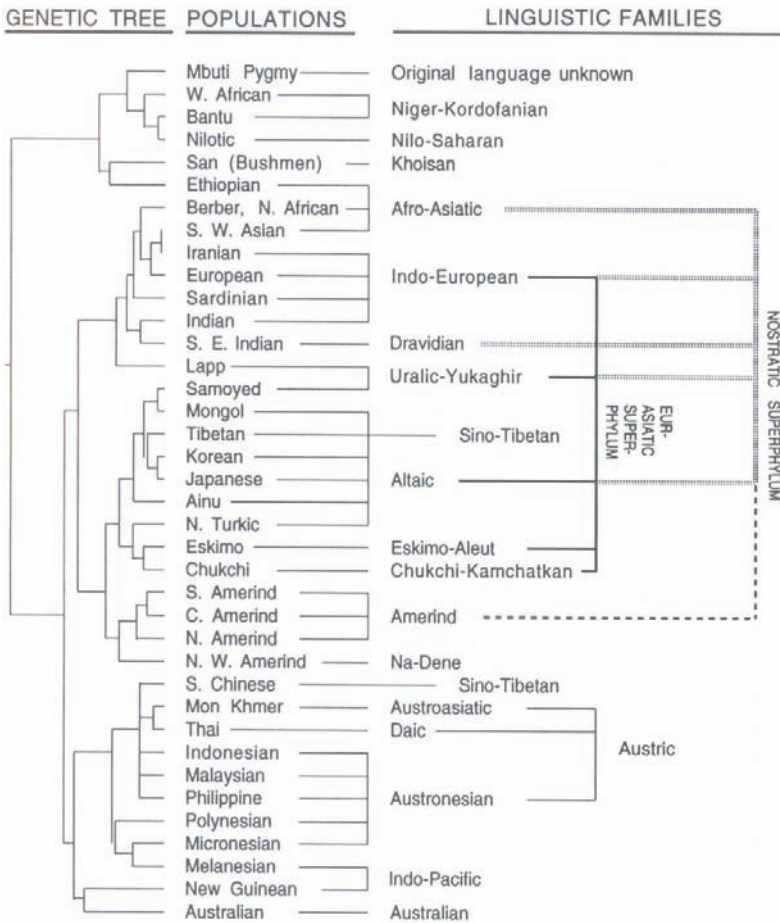 GENETIC TREE POPULATIONS LINGUISTIC FAMILIES
Mbuti Pygmy Original language unknown
W. African
Niger-Kordofanian
Bantu
Nilotic Nilo-Saharan
San (Bushmen) Khoisan
Ethiopian
Berber, N. African Afro-Asiatic
S. W. Asian
Iranian
European Indo-European
Sardinian
Indian
S. E. Indian Dravidian
Lapp
Uralic-Yukaghir
Samoyed
Mongol
Tibetan Sino-Tibetan
Korean
Japanese Altaic
Ainu
N. Turkic
Eskimo Eskimo-Aleut
Chukchi Chukchi-Kamchatkan
S. Amerind
C. Amerind Amerind
N. Amerind
N. W. Amerind Na-Dene
S. Chinese Sino-Tibetan
Mon Khmer Austroasiatic
Thai Daic
Austric
Indonesian
Malaysian
Philippine Austronesian
Polynesian
Micronesian
Melanesian
Indo-Pacific
New Guinean
Australian Australian
EUR-
ASIATIC
SUPER-
PHYLUM
NOSTRATIC SUPERPHYLUM